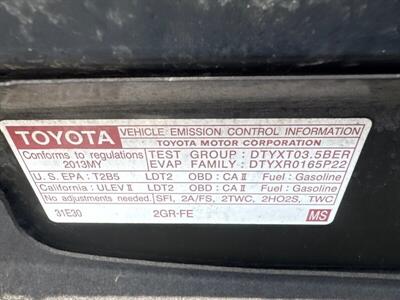 TOYOTA VEHICLE EMISSION CONTROL INFORMATION
TOYOTA MOTOR CORPORATION
Conforms to regulations TEST GROUP : DTYXT03.5BER
2013MY EVAP FAMILY : DTYXR0165P22
U.S. EPA : T2B5 LDT2 OBD : CA II Fuel : Gasoline
California : ULEV II LDT2 OBD : CA II Fuel : Gasoline
No adjustments needed. SFI, 2A/FS, 2TWC, 2HO2S, TWC
31E30 2GR-FE MS